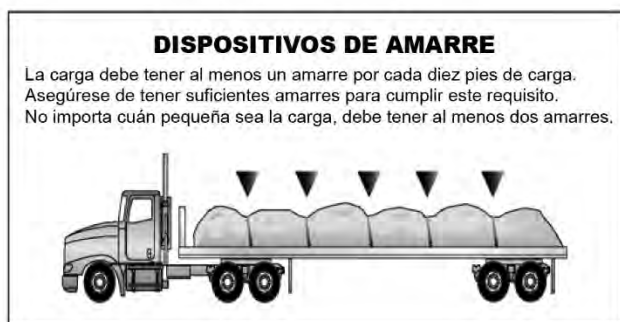 DISPOSITIVOS DE AMARRE
La carga debe tener al menos un amarre por cada diez pies de carga.
Asegúrese de tener suficientes amarres para cumplir este requisito.
No importa cuán pequeña sea la carga, debe tener al menos dos amarres.